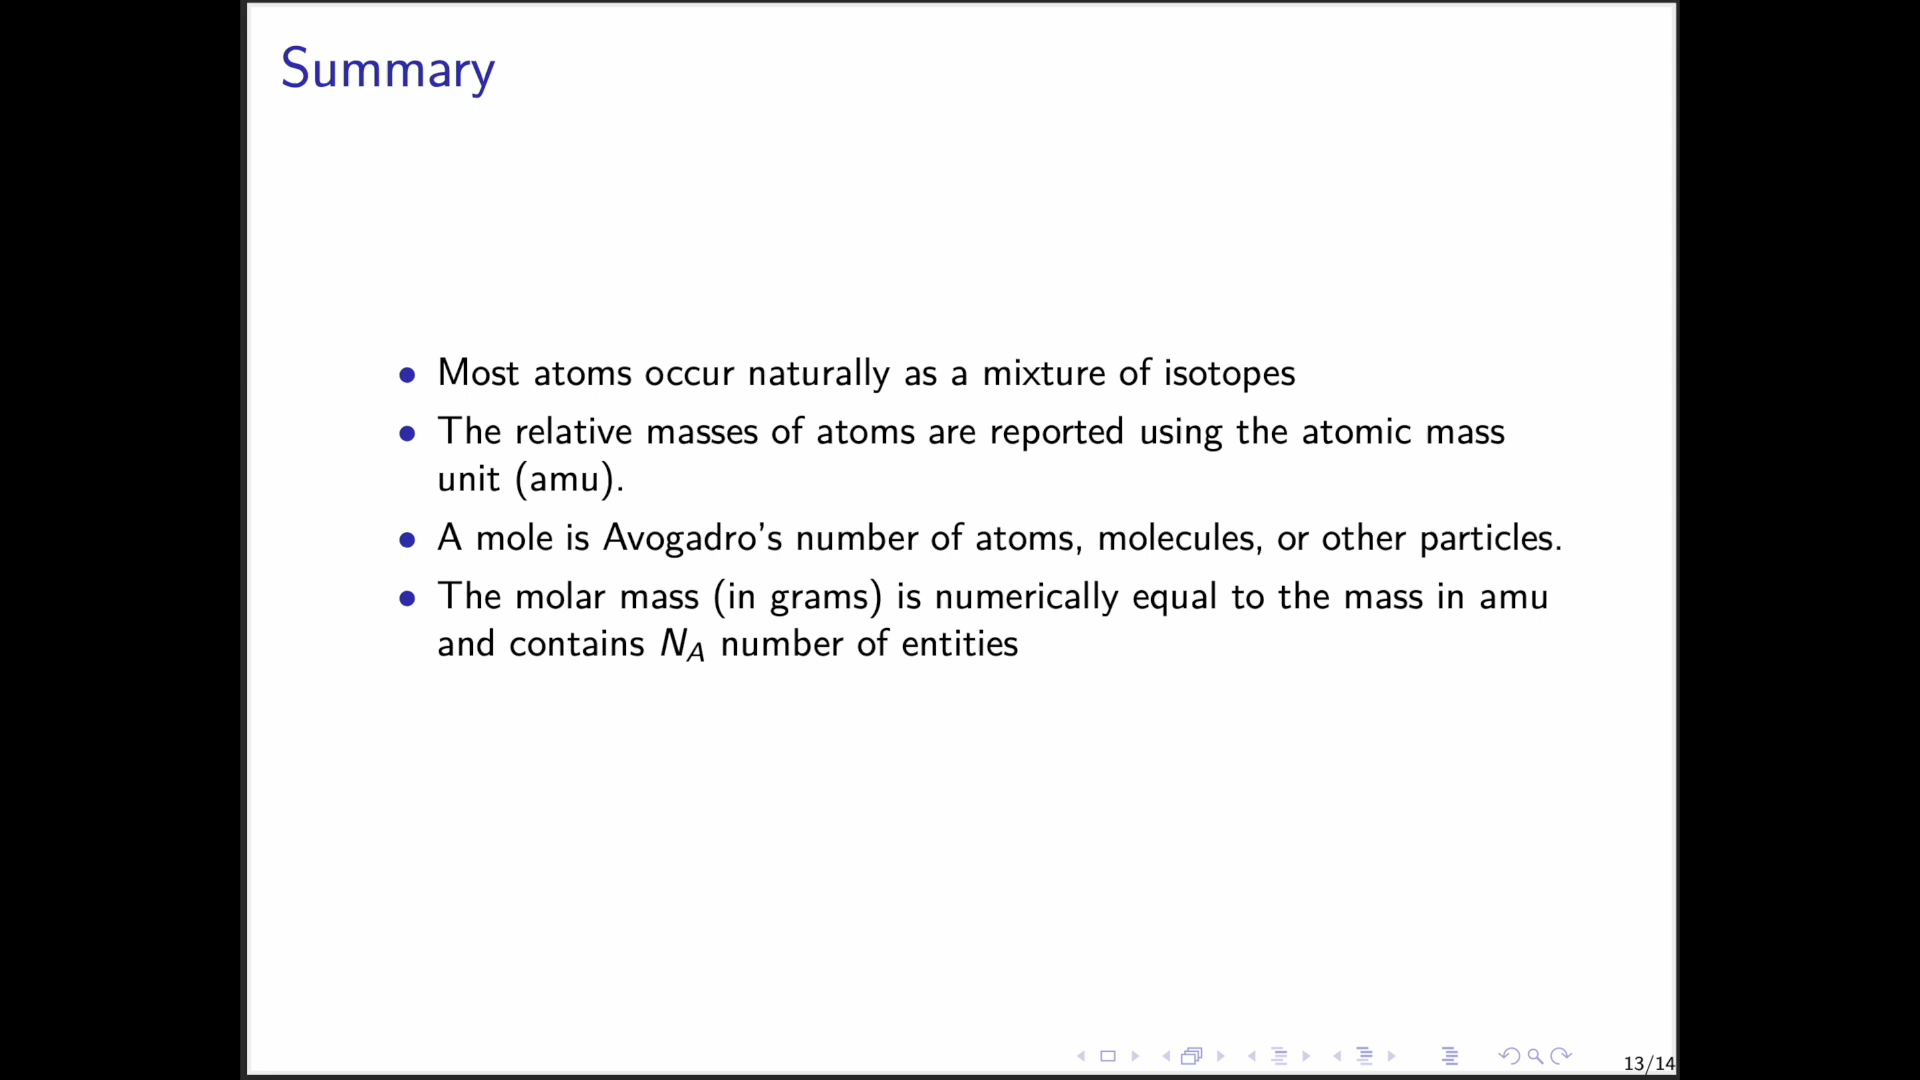 Summary
• Most atoms occur naturally as a mixture of isotopes
• The relative masses of atoms are reported using the atomic mass
unit (amu).
• A mole is Avogadro's number of atoms, molecules, or other particles.
• The molar mass (in grams) is numerically equal to the mass in amu
and contains N_A number of entities
13/14